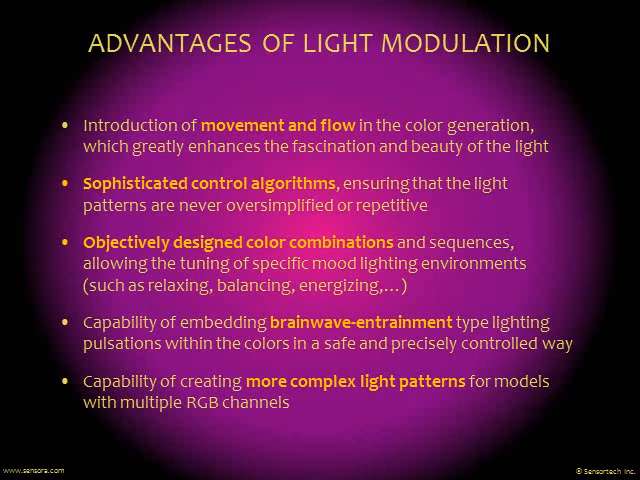 ADVANTAGES OF LIGHT MODULATION
• Introduction of movement and flow in the color generation,
which greatly enhances the fascination and beauty of the light
• Sophisticated control algorithms, ensuring that the light
patterns are never oversimplified or repetitive
• Objectively designed color combinations and sequences,
allowing the tuning of specific mood lighting environments
(such as relaxing, balancing, energizing,...)
• Capability of embedding brainwave-entrainment type lighting
pulsations within the colors in a safe and precisely controlled way
• Capability of creating more complex light patterns for models
with multiple RGB channels
www.sensora.com
© Sensortech Inc.